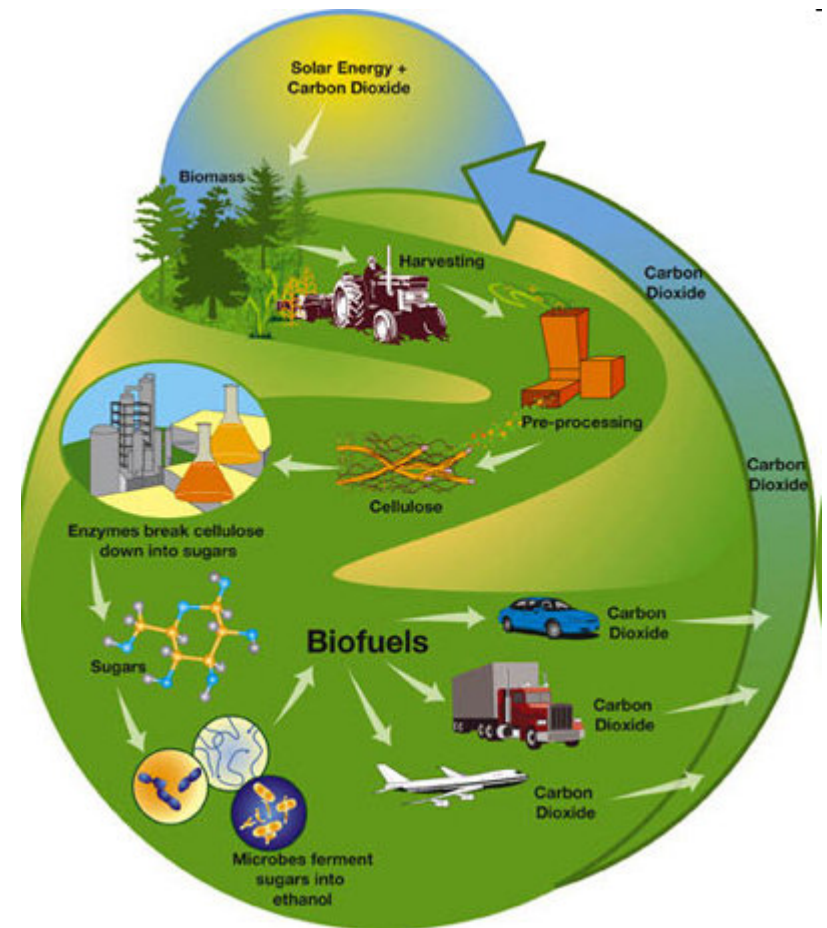 Solar Energy +
Carbon Dioxide
Biomass
Harvesting
Carbon
Dioxide
Pre-processing
Carbon
Dioxide
Cellulose
Enzymes break cellulose
down into sugars
Sugars
Biofuels
Carbon
Dioxide
Carbon
Dioxide
Carbon
Dioxide
Microbes ferment
sugars into
ethanol